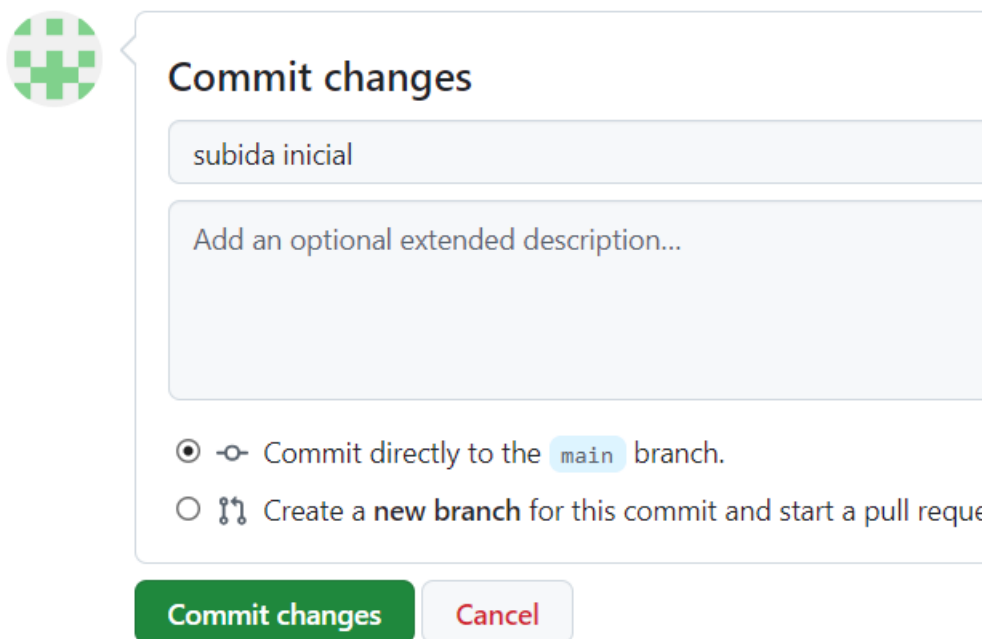 Commit changes
subida inicial
Add an optional extended description...
Commit directly to the main branch.
Create a new branch for this commit and start a pull
Commit changes
Cancel